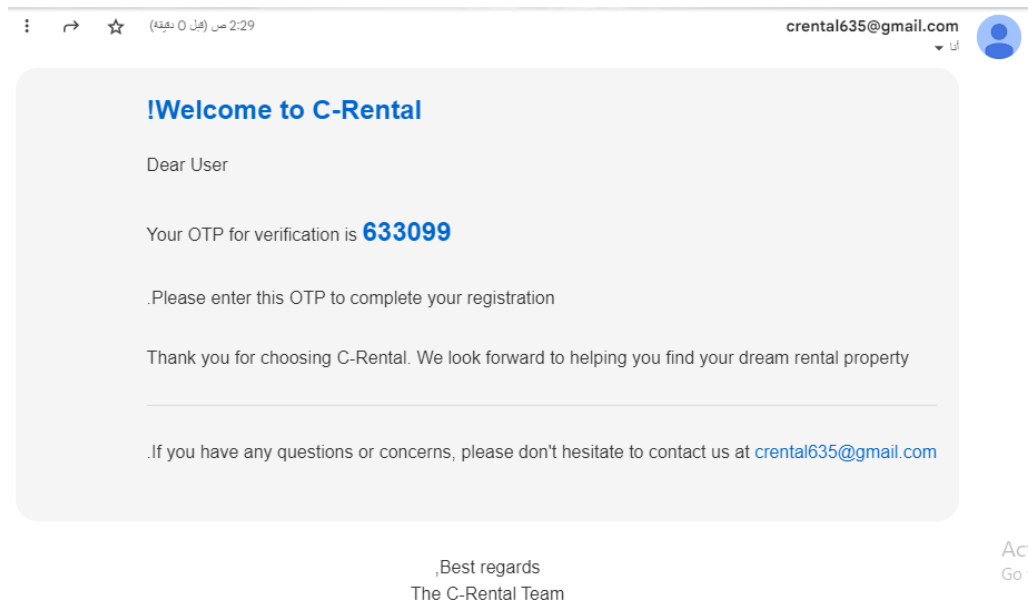 crental635@gmail.com
2:29 ص (قبل 0 دقيقة)
أنا
!Welcome to C-Rental
Dear User
Your OTP for verification is 633099
.Please enter this OTP to complete your registration
Thank you for choosing C-Rental. We look forward to helping you find your dream rental property
.If you have any questions or concerns, please don't hesitate to contact us at crental635@gmail.com
,Best regards
The C-Rental Team
Go